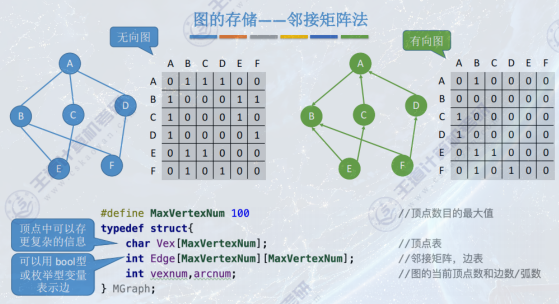 图的存储——邻接矩阵法
无向图
有向图
A B C D E F
A 0 1 1 1 0 0
B 1 0 0 0 1 1
C 1 0 0 0 1 0
D 1 0 0 0 0 1
E 0 1 1 0 0 0
F 0 1 0 1 0 0
A B C D E F
A 0 1 0 0 0 0
B 0 0 0 0 0 0
C 1 0 0 0 0 0
D 1 0 0 0 0 0
E 0 1 1 0 0 0
F 0 1 0 1 0 0
A
B
C
D
E
F
A
B
C
D
E
F
#define MaxVertexNum 100 //顶点数目的最大值
typedef struct{
char Vex[MaxVertexNum]; //顶点表
int Edge[MaxVertexNum][MaxVertexNum]; //邻接矩阵，边表
int vexnum,arcnum; //图的当前顶点数和边数/弧数
} MGraph;
顶点中可以存
更复杂的信息
可以用 bool型
或枚举型变量
表示边